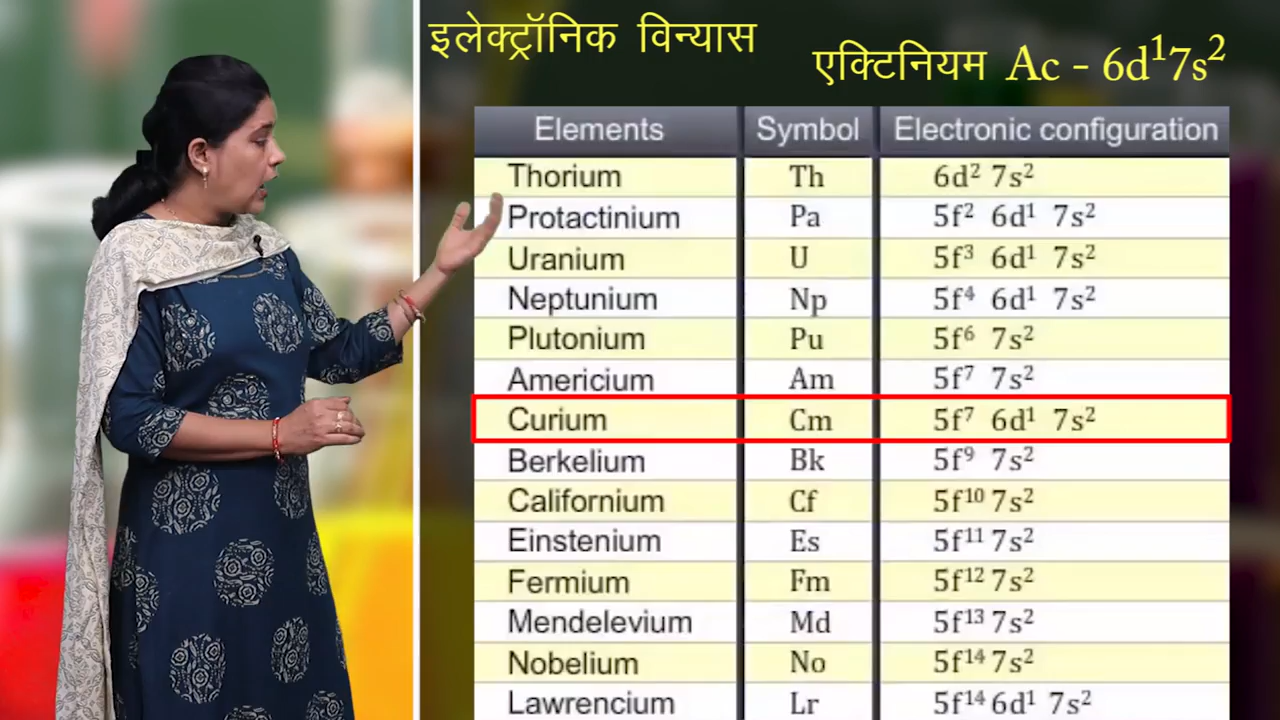 इलेक्ट्रॉनिक विन्यास
एक्टिनियम Ac - 6d¹7s²
Elements Symbol Electronic configuration
Thorium Th 6d² 7s²
Protactinium Pa 5f² 6d¹ 7s²
Uranium U 5f³ 6d¹ 7s²
Neptunium Np 5f⁴ 6d¹ 7s²
Plutonium Pu 5f⁶ 7s²
Americium Am 5f⁷ 7s²
Curium Cm 5f⁷ 6d¹ 7s²
Berkelium Bk 5f⁹ 7s²
Californium Cf 5f¹⁰ 7s²
Einstenium Es 5f¹¹ 7s²
Fermium Fm 5f¹² 7s²
Mendelevium Md 5f¹³ 7s²
Nobelium No 5f¹⁴ 7s²
Lawrencium Lr 5f¹⁴ 6d¹ 7s²